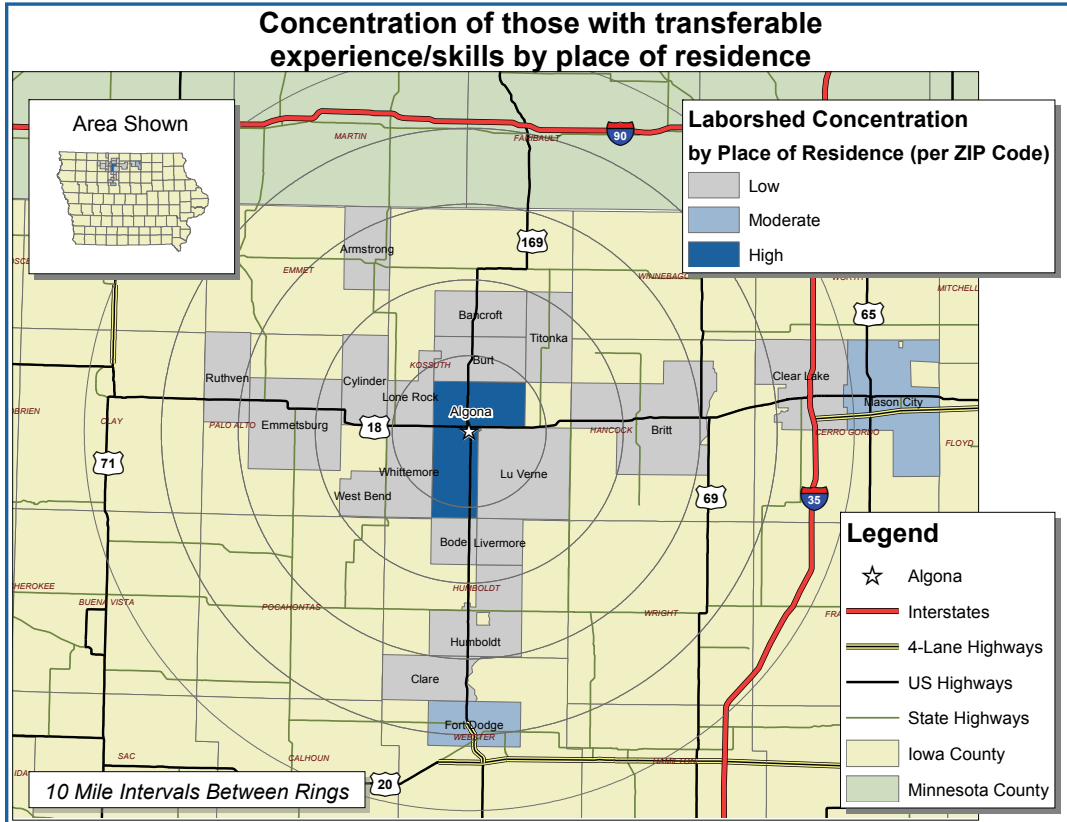 Concentration of those with transferable
experience/skills by place of residence
Area Shown
Laborshed Concentration
by Place of Residence (per ZIP Code)
Low
Moderate
High
MARTIN
FARIBAULT
90
169
Armstrong
EMMET
WINNEBAGO
WORTH
MITCHELL
65
Bancroft
Titonka
Burt
KOSSUTH
Ruthven
Cylinder
Lone Rock
Clear Lake
Mason City
Algona
CLAY
PALO ALTO
Emmetsburg
18
HANCOCK
Britt
CERRO GORDO
FLOYD
71
Whittemore
Lu Verne
West Bend
69
35
Bode
Livermore
HUMBOLDT
BUENA VISTA
POCAHONTAS
WRIGHT
Humboldt
Clare
Fort Dodge
WEBSTER
SAC
CALHOUN
HAMILTON
20
10 Mile Intervals Between Rings
Legend
Algona
Interstates
4-Lane Highways
US Highways
State Highways
Iowa County
Minnesota County